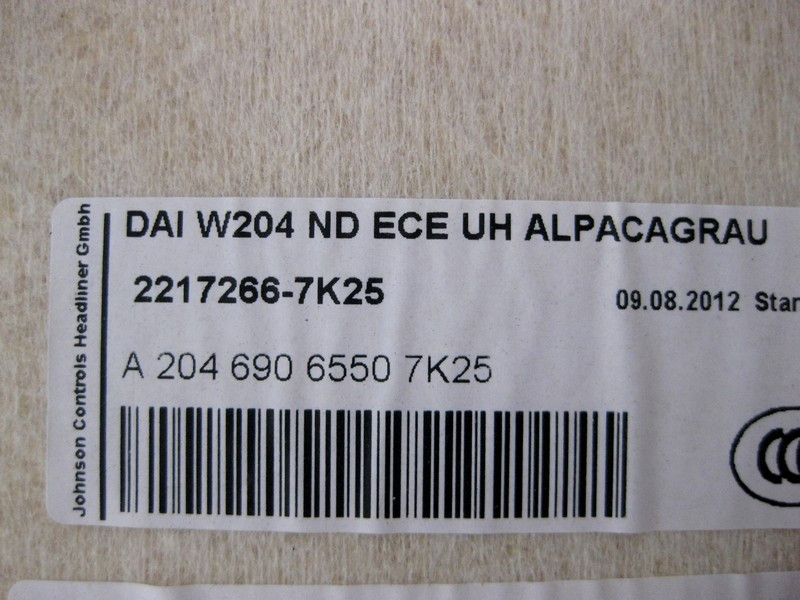 DAI W204 ND ECE UH ALPACAGRAU
2217266-7K25
09.08.2012
A 204 690 6550 7K25
Johnson Controls Headliner Gmbh